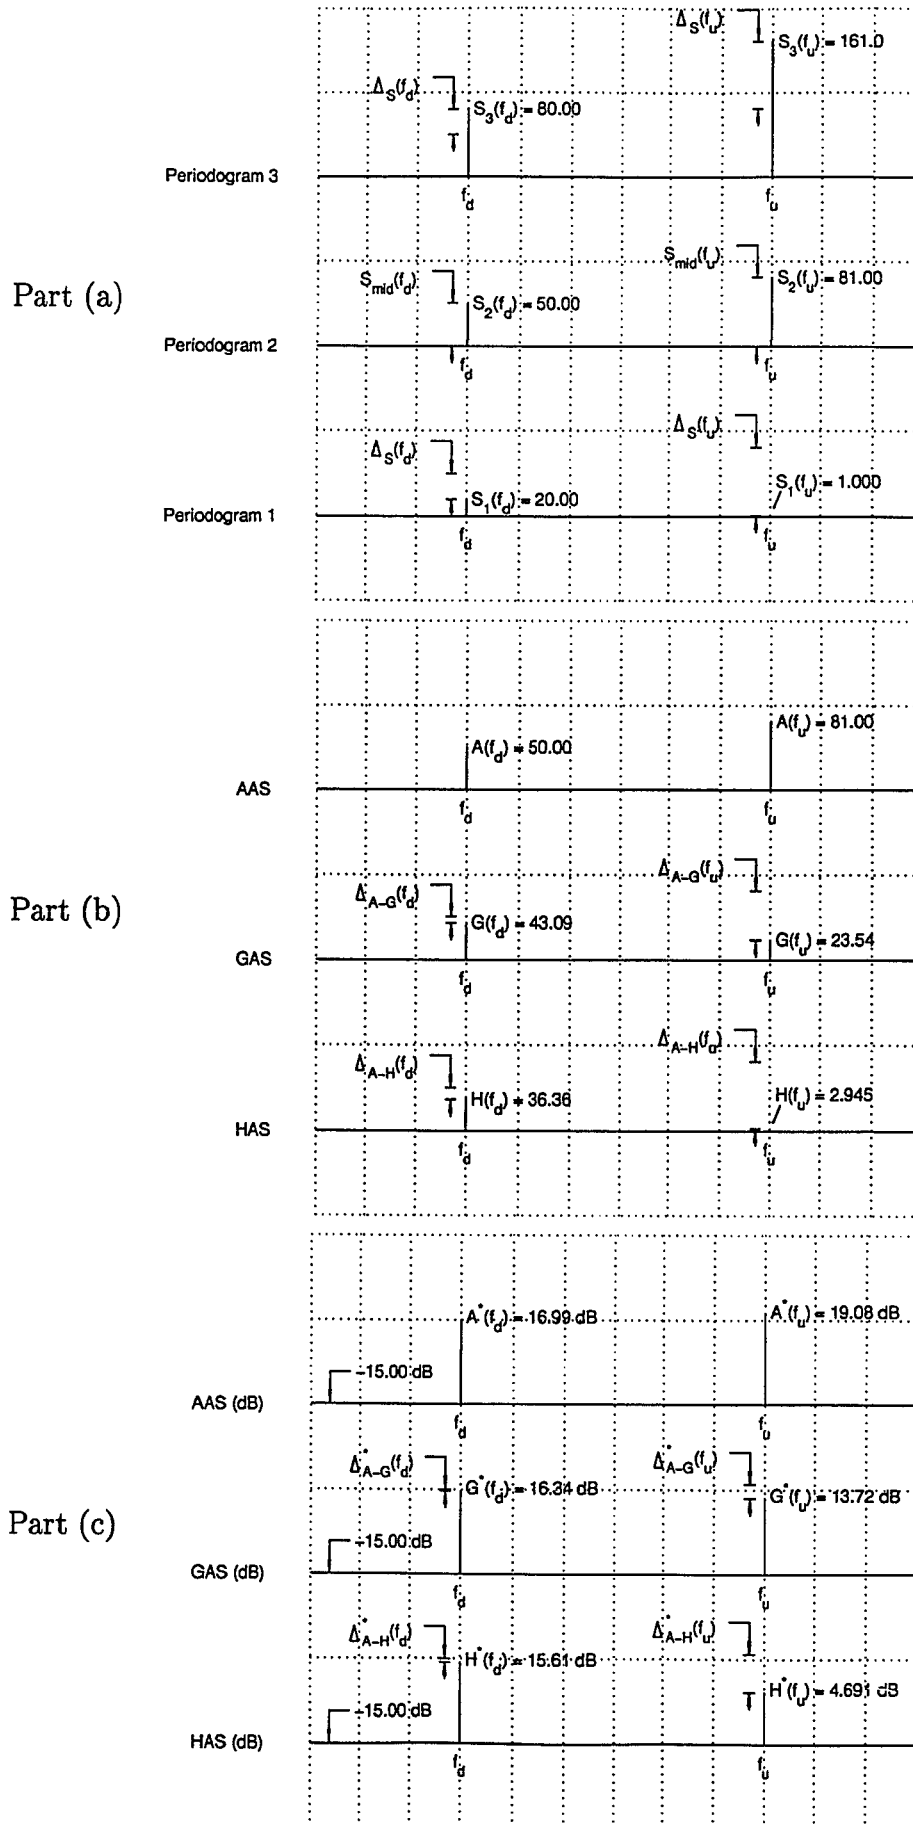 Δ_S(f_u)
S_3(f_u) = 161.0
Δ_S(f_d)
S_3(f_d) = 80.00
Periodogram 3
f_d
f_u
Part (a)
S_mid(f_d)
S_mid(f_u)
S_2(f_d) = 50.00
S_2(f_u) = 81.00
Periodogram 2
f_d
f_u
Δ_S(f_d)
Δ_S(f_u)
S_1(f_d) = 20.00
S_1(f_u) = 1.000
Periodogram 1
f_d
f_u
A(f_d) = 50.00
A(f_u) = 81.00
AAS
f_d
f_u
Part (b)
Δ_A-G(f_d)
Δ_A-G(f_u)
G(f_d) = 43.09
G(f_u) = 23.54
GAS
f_d
f_u
Δ_A-H(f_d)
Δ_A-H(f_u)
H(f_d) = 36.36
H(f_u) = 2.945
HAS
f_d
f_u
A*(f_d) = 16.99 dB
A*(f_u) = 19.08 dB
-15.00 dB
AAS (dB)
f_d
f_u
Part (c)
Δ*_A-G(f_d)
Δ*_A-G(f_u)
G*(f_d) = 16.34 dB
G*(f_u) = 13.72 dB
-15.00 dB
GAS (dB)
f_d
f_u
Δ*_A-H(f_d)
Δ*_A-H(f_u)
H*(f_d) = 15.61 dB
H*(f_u) = 4.691 dB
-15.00 dB
HAS (dB)
f_d
f_u